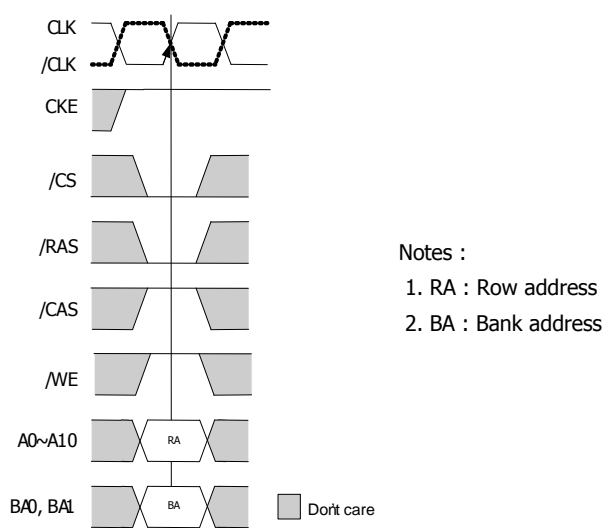 CLK
/CLK
CKE
/CS
/RAS
/CAS
/WE
A0~A10 RA
BA0, BA1 BA
Don't care
Notes :
1. RA : Row address
2. BA : Bank address